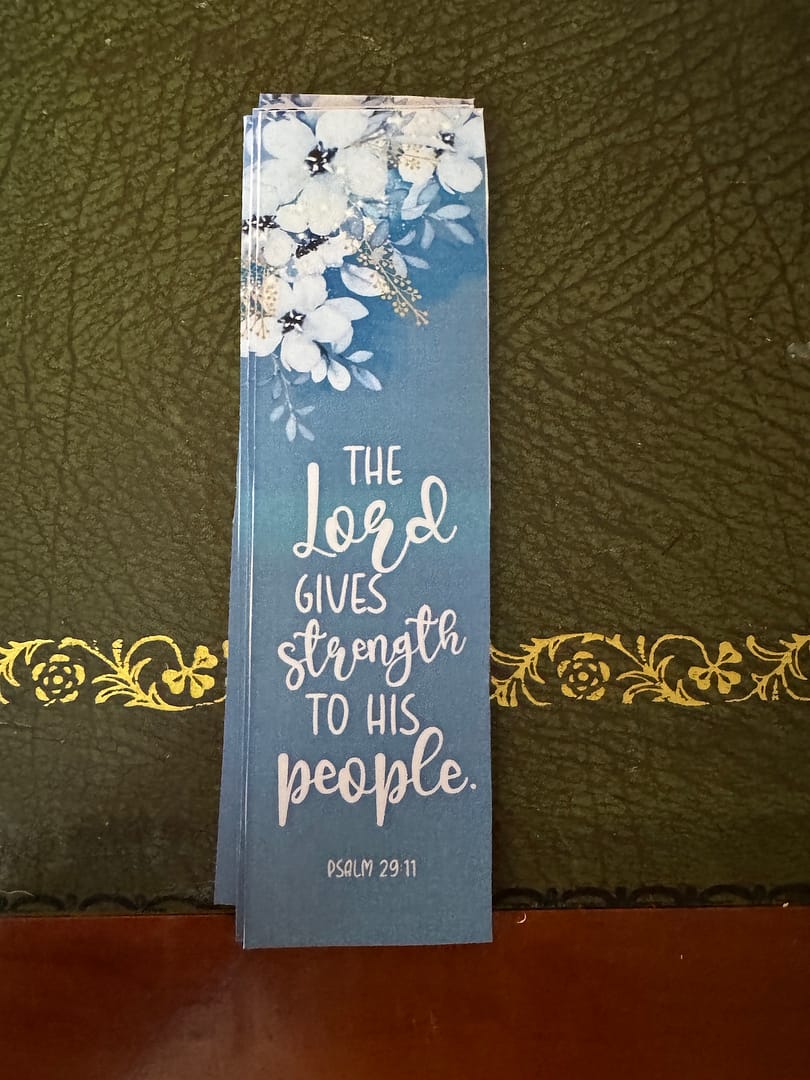 THE
Lord
GIVES
strength
TO HIS
people.
PSALM 29:11